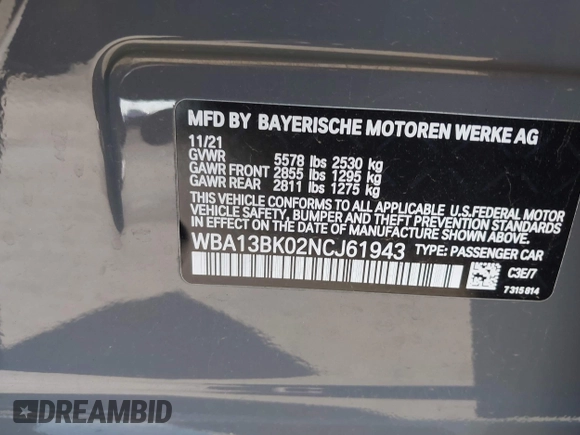 MFD BY BAYERISCHE MOTOREN WERKE AG
11/21
GVWR 5578 lbs 2530 kg
GAWR FRONT 2855 lbs 1295 kg
GAWR REAR 2811 lbs 1275 kg
THIS VEHICLE CONFORMS TO ALL APPLICABLE U.S.FEDERAL MOTOR
VEHICLE SAFETY, BUMPER AND THEFT PREVENTION STANDARDS
IN EFFECT ON THE DATE OF MANUFACTURE SHOWN ABOVE.
WBA13BK02NCJ61943 TYPE: PASSENGER CAR
C3E/7
7315814
DREAMBID